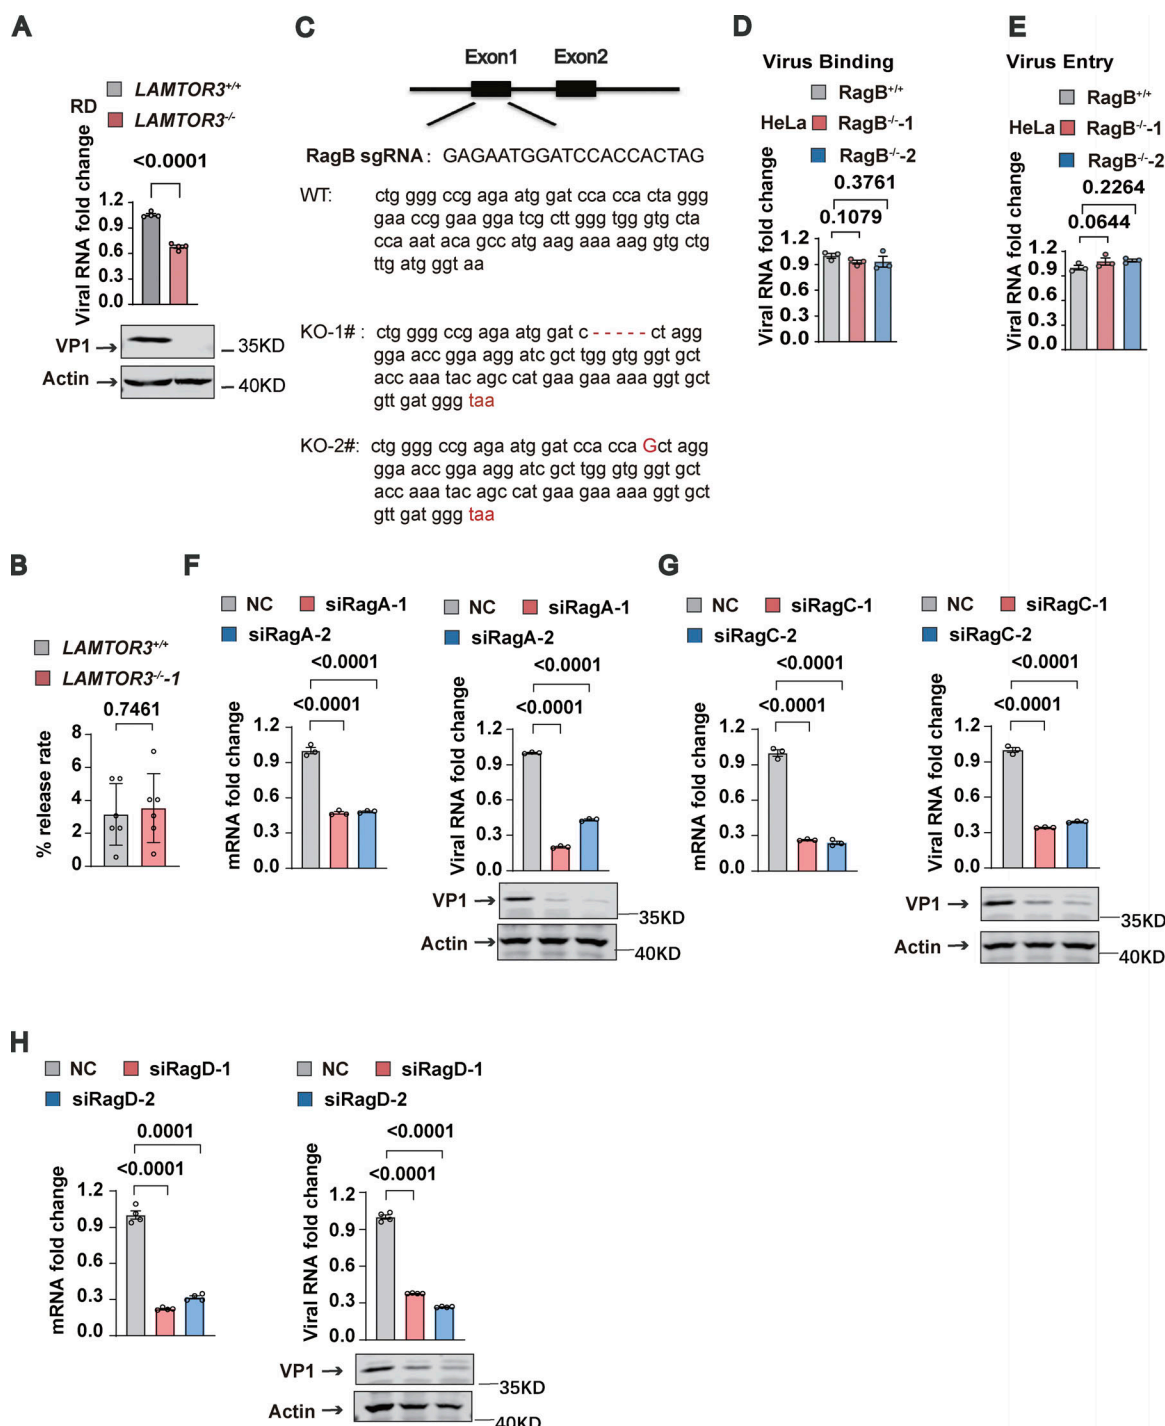 A
RD
LAMTOR3+/+
LAMTOR3-/-
<0.0001
Viral RNA fold change
1.2
0.9
0.6
0.3
0.0
VP1
35KD
Actin
40KD
C
Exon1 Exon2
RagB sgRNA : GAGAATGGATCCACCACTAG
WT: ctg ggg ccg aga atg gat cca cca cta ggg
gaa ccg aag gga tcg ctt ggg tgg gtg cta
cca aat aca gcc atg aag aaa aag gtg ctg
ttg atg ggt aa
KO-1# : ctg ggg ccg aga atg gat c - - - - - ct agg
gga acc gga agg atc gct tgg gtg ggt gct
acc aaa tac agc cat gaa gaa aaa ggt gct
gtt gat ggg taa
KO-2#: ctg ggg ccg aga atg gat cca cca Gct agg
gga acc gga agg atc gct tgg gtg ggt gct
acc aaa tac agc cat gaa gaa aaa ggt gct
gtt gat ggg taa
D
Virus Binding
HeLa
RagB+/+
RagB-/--1
RagB-/--2
0.3761
0.1079
Viral RNA fold change
1.2
0.9
0.6
0.3
0.0
E
Virus Entry
HeLa
RagB+/+
RagB-/--1
RagB-/--2
0.2264
0.0644
Viral RNA fold change
1.2
0.9
0.6
0.3
0.0
B
LAMTOR3+/+
LAMTOR3-/--1
0.7461
% release rate
8
6
4
2
0
F
NC siRagA-1
siRagA-2
<0.0001
<0.0001
mRNA fold change
1.2
0.9
0.6
0.3
0.0
NC siRagA-1
siRagA-2
<0.0001
<0.0001
Viral RNA fold change
1.2
0.9
0.6
0.3
0.0
VP1
35KD
Actin
40KD
G
NC siRagC-1
siRagC-2
<0.0001
<0.0001
mRNA fold change
1.2
0.9
0.6
0.3
0.0
NC siRagC-1
siRagC-2
<0.0001
<0.0001
Viral RNA fold change
1.2
0.9
0.6
0.3
0.0
VP1
35KD
Actin
40KD
H
NC siRagD-1
siRagD-2
0.0001
<0.0001
mRNA fold change
1.2
0.9
0.6
0.3
0.0
NC siRagD-1
siRagD-2
<0.0001
<0.0001
Viral RNA fold change
1.2
0.9
0.6
0.3
0.0
VP1
35KD
Actin
40KD